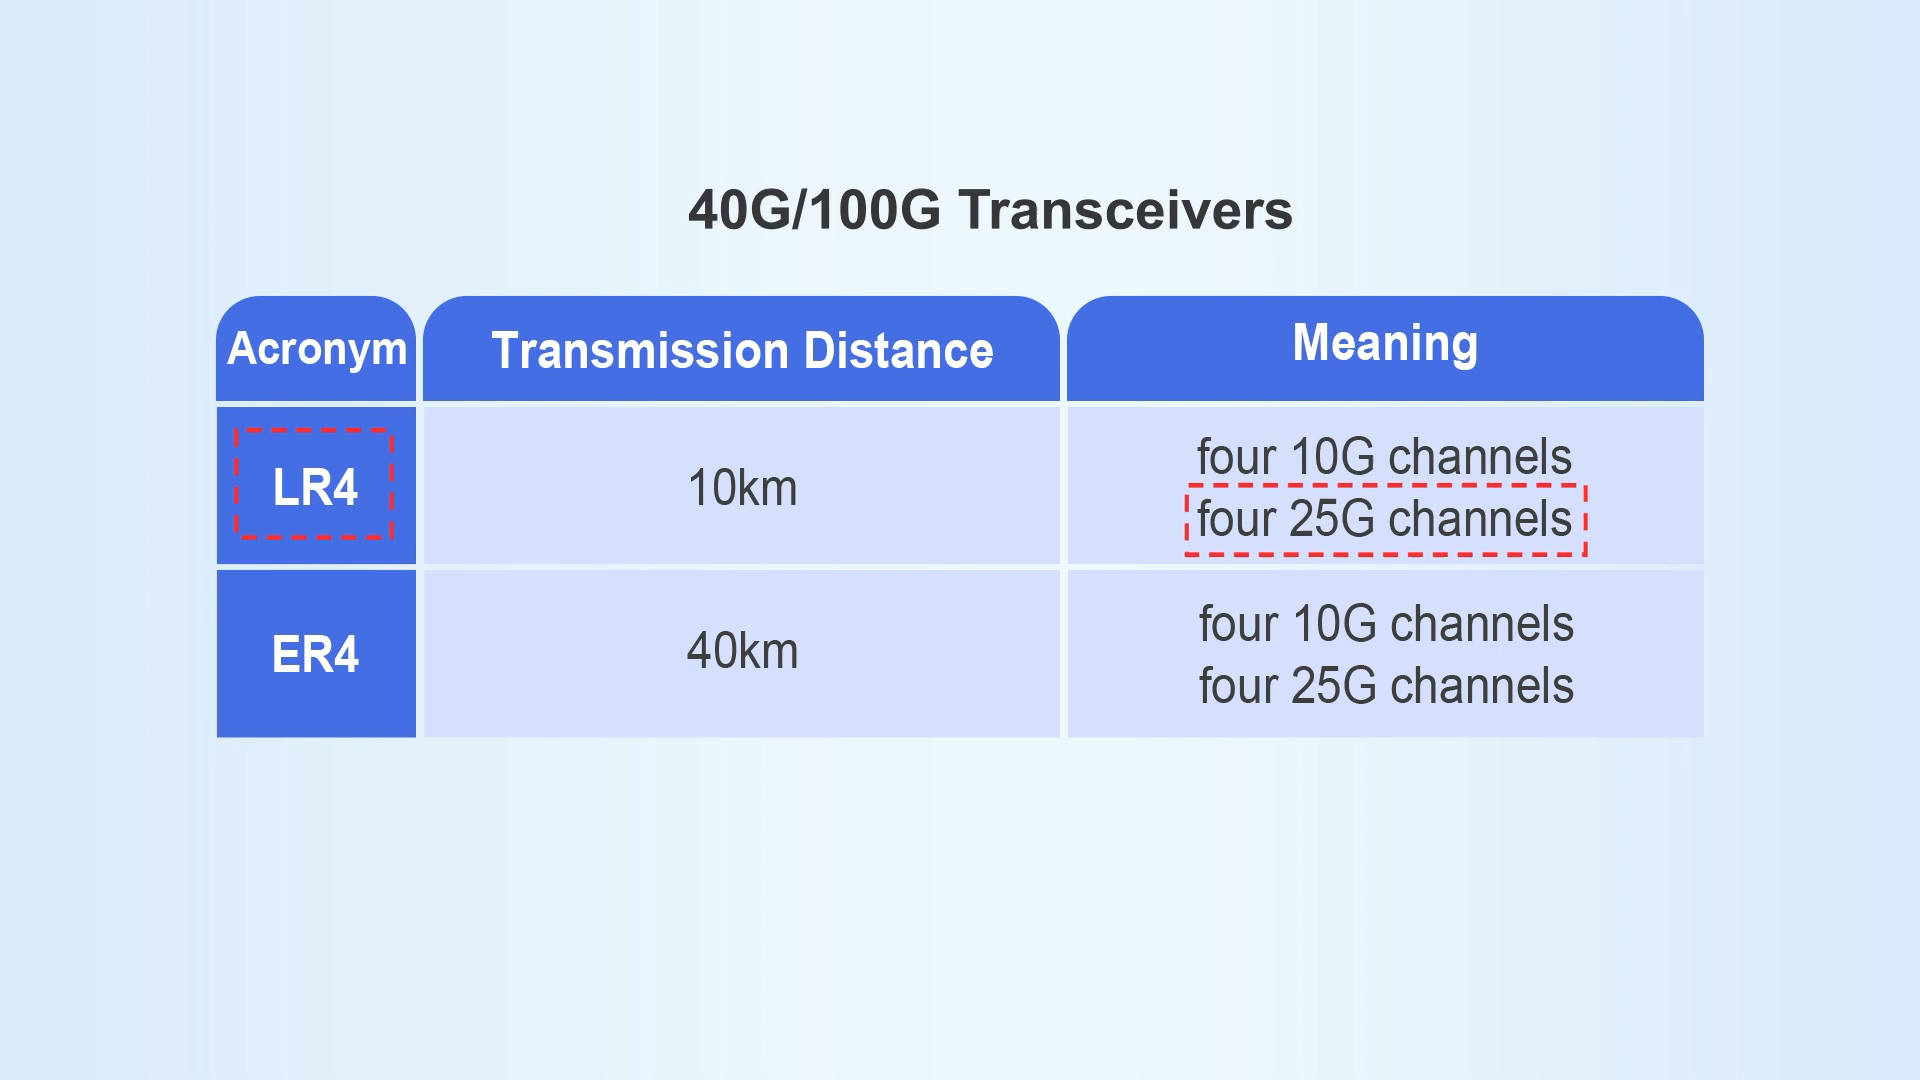 40G/100G Transceivers
Acronym
Transmission Distance
Meaning
LR4
10km
four 10G channels
four 25G channels
ER4
40km
four 10G channels
four 25G channels